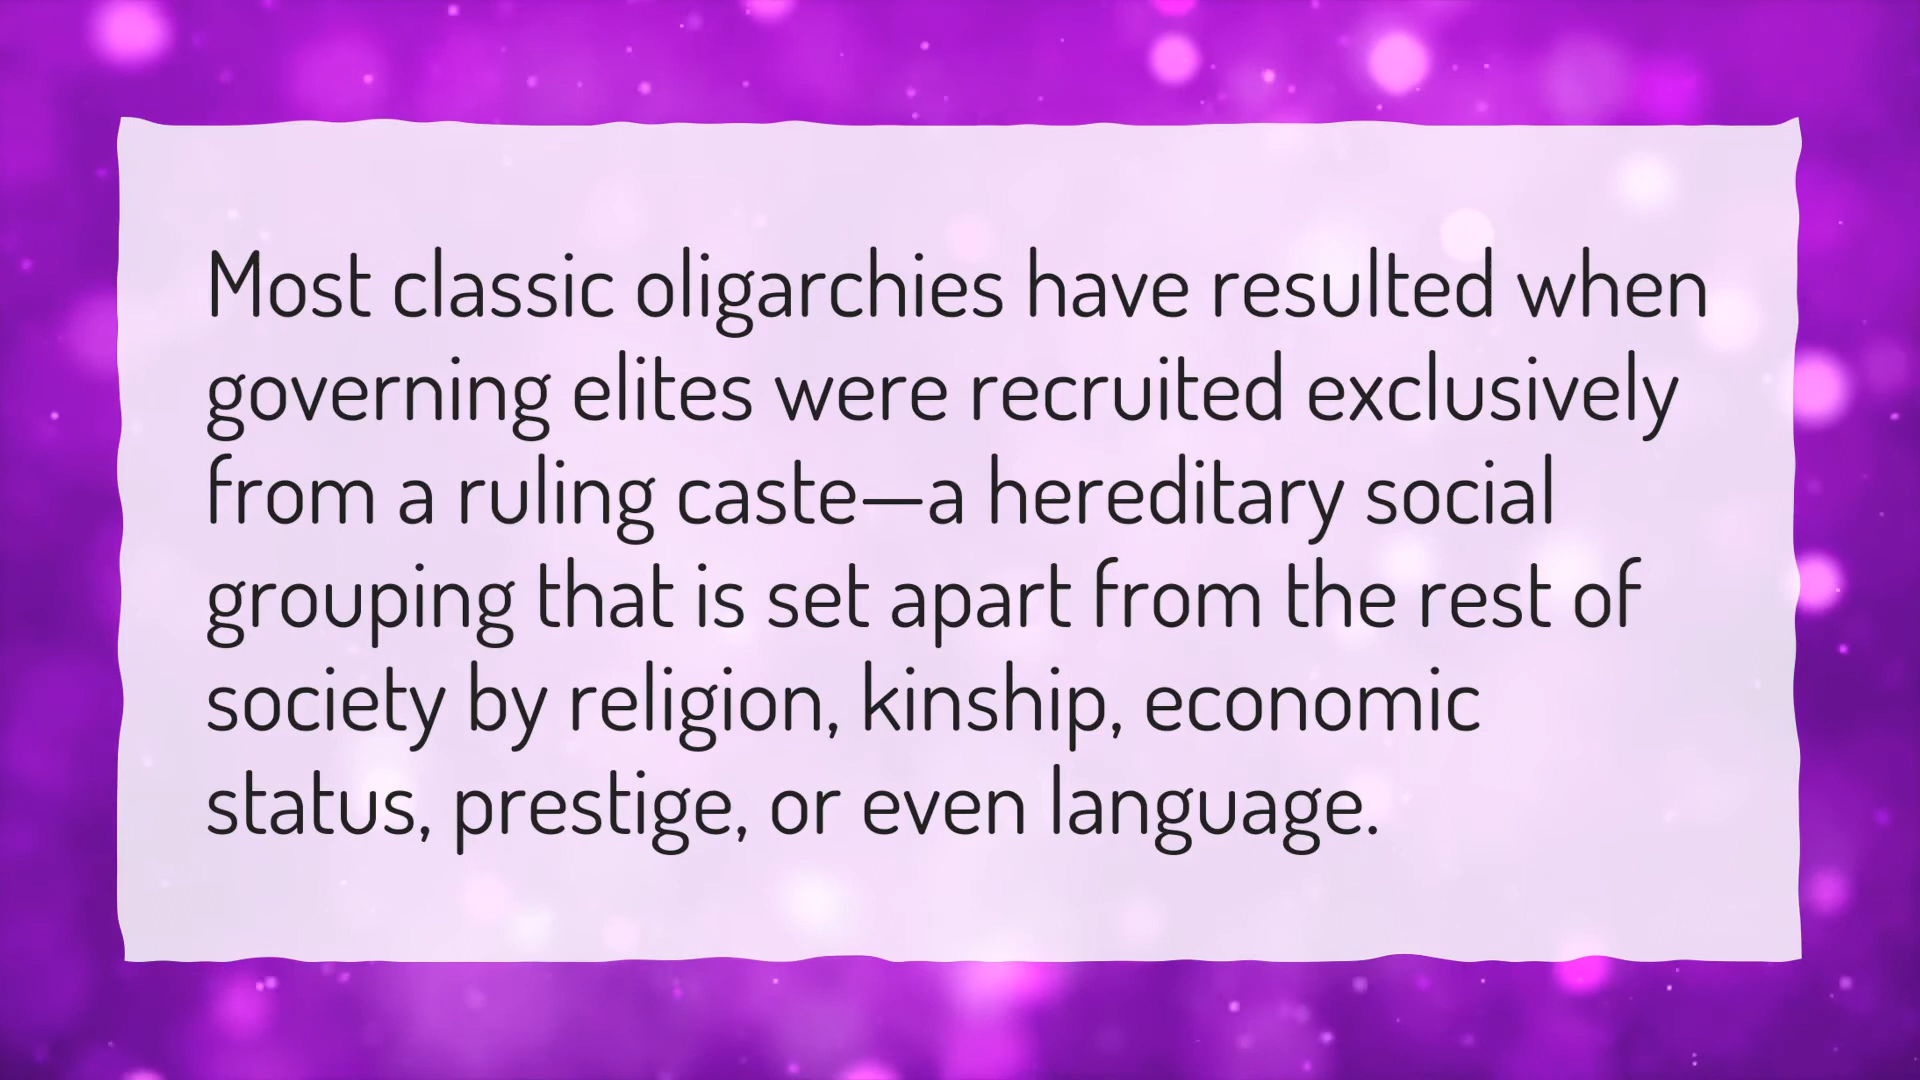 Most classic oligarchies have resulted when
governing elites were recruited exclusively
from a ruling caste—a hereditary social
grouping that is set apart from the rest of
society by religion, kinship, economic
status, prestige, or even language.